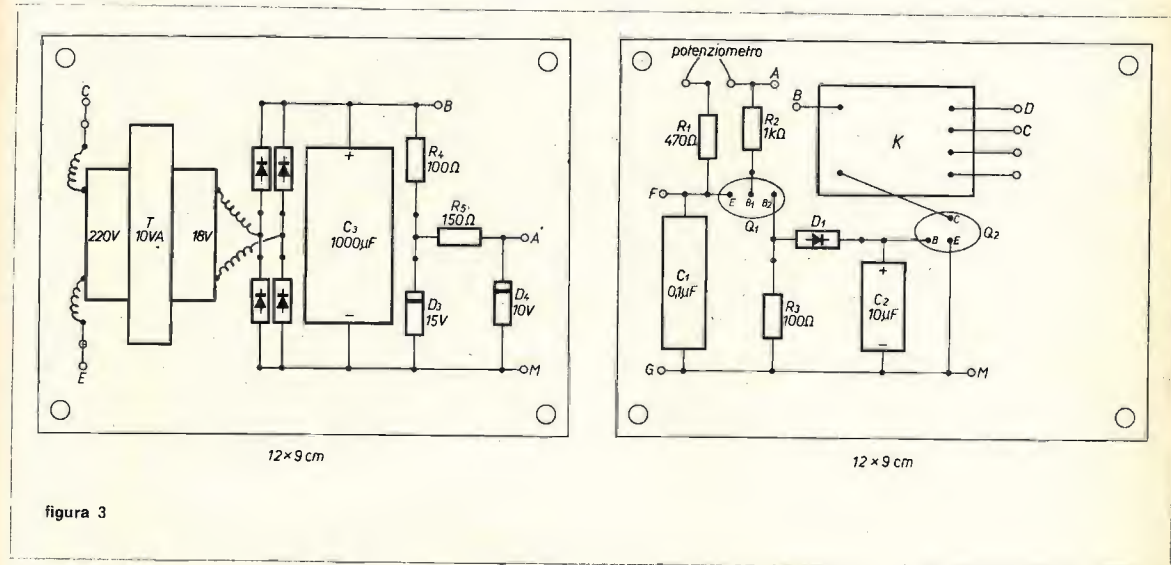 C
220V
T
10VA
18V
E
B
+
C3
1000µF
−
R4
100Ω
R5
150Ω
A
D3
15V
D4
10V
M
12×9 cm
potenziometro
A
R1
470Ω
R2
1kΩ
B
K
D
C
F
E B1 B2
Q1
D1
C
B E
Q2
C1
0,1µF
R3
100Ω
+
C2
10µF
−
G
M
12×9 cm
figura 3